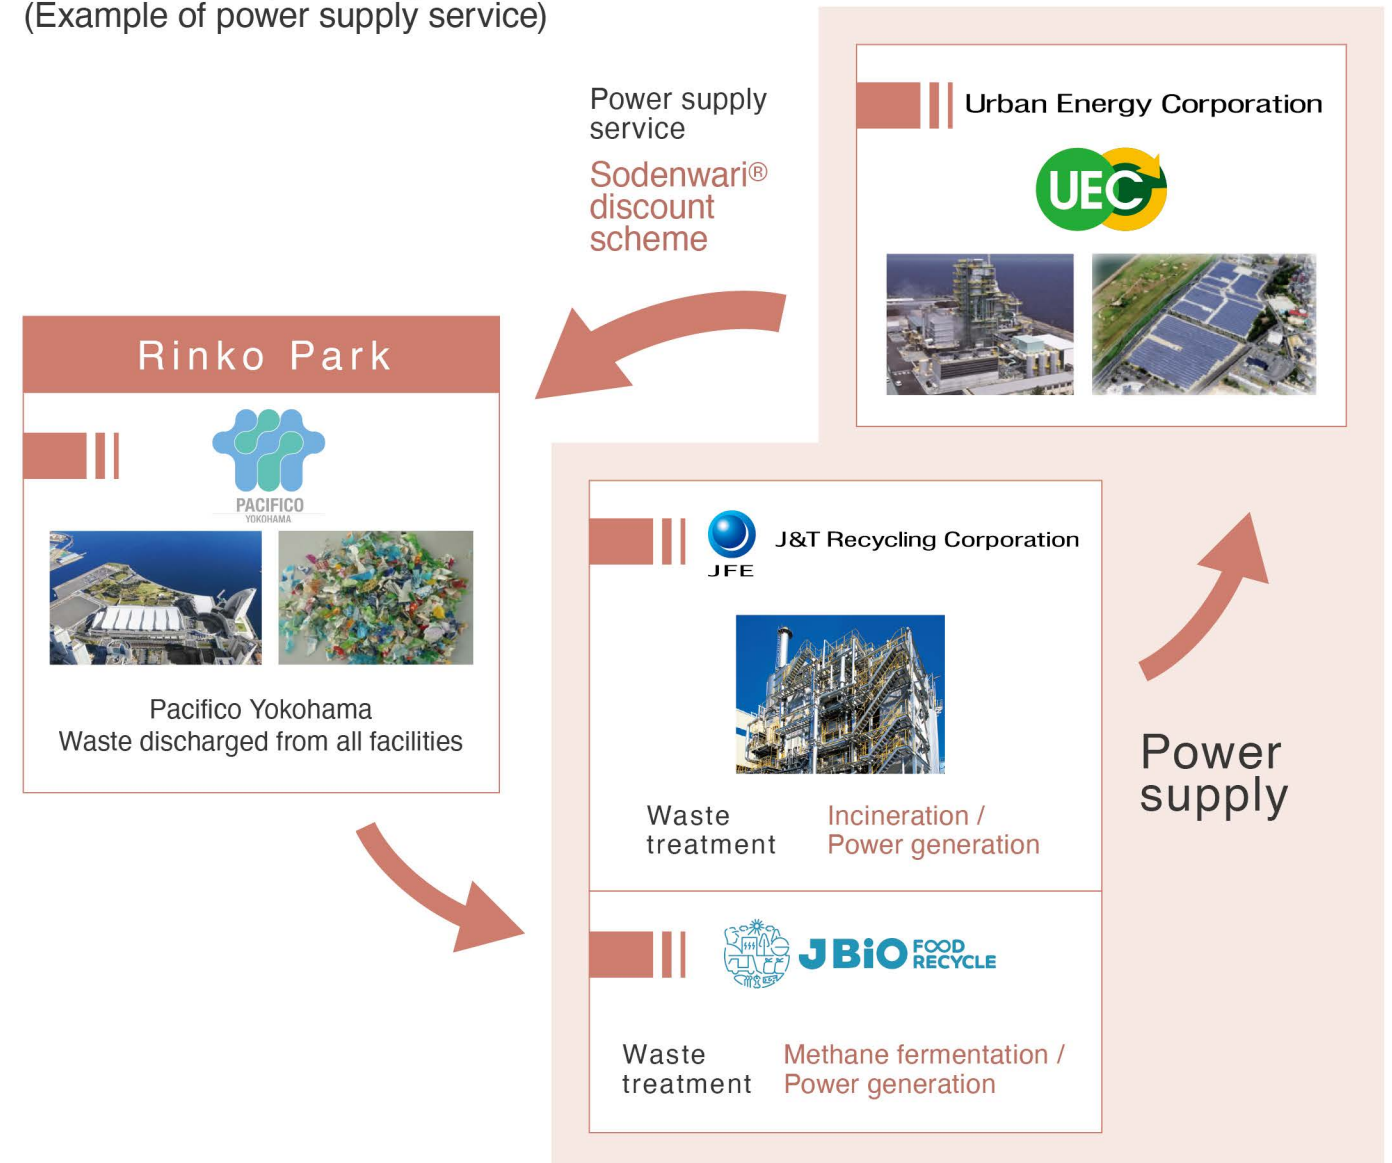 (Example of power supply service)
Power supply
service
Sodenwari®
discount
scheme
Urban Energy Corporation
UEC
Rinko Park
PACIFICO
YOKOHAMA
Pacifico Yokohama
Waste discharged from all facilities
J&T Recycling Corporation
JFE
Waste
treatment
Incineration /
Power generation
Power
supply
J BiO FOOD
RECYCLE
Waste
treatment
Methane fermentation /
Power generation